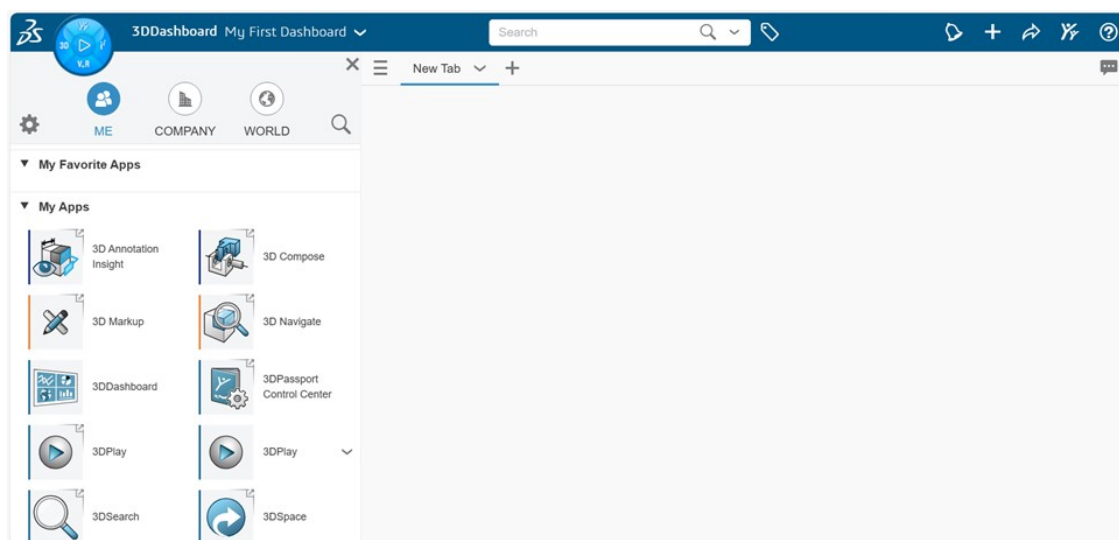 3DDashboard My First Dashboard
Search
3D
V.R
New Tab
ME
COMPANY
WORLD
My Favorite Apps
My Apps
3D Annotation
Insight
3D Compose
3D Markup
3D Navigate
3DDashboard
3DPassport
Control Center
3DPlay
3DPlay
3DSearch
3DSpace